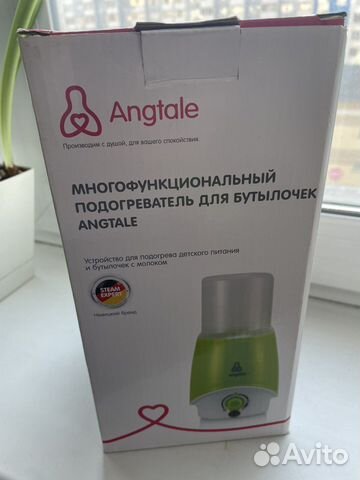 Angtale
Производим с душой, для вашего спокойствия.
МНОГОФУНКЦИОНАЛЬНЫЙ
ПОДОГРЕВАТЕЛЬ ДЛЯ БУТЫЛОЧЕК
ANGTALE
Устройство для подогрева детского питания
и бутылочек с молоком
STEAM
EXPERT
Немецкий бренд
Angtale
Avito